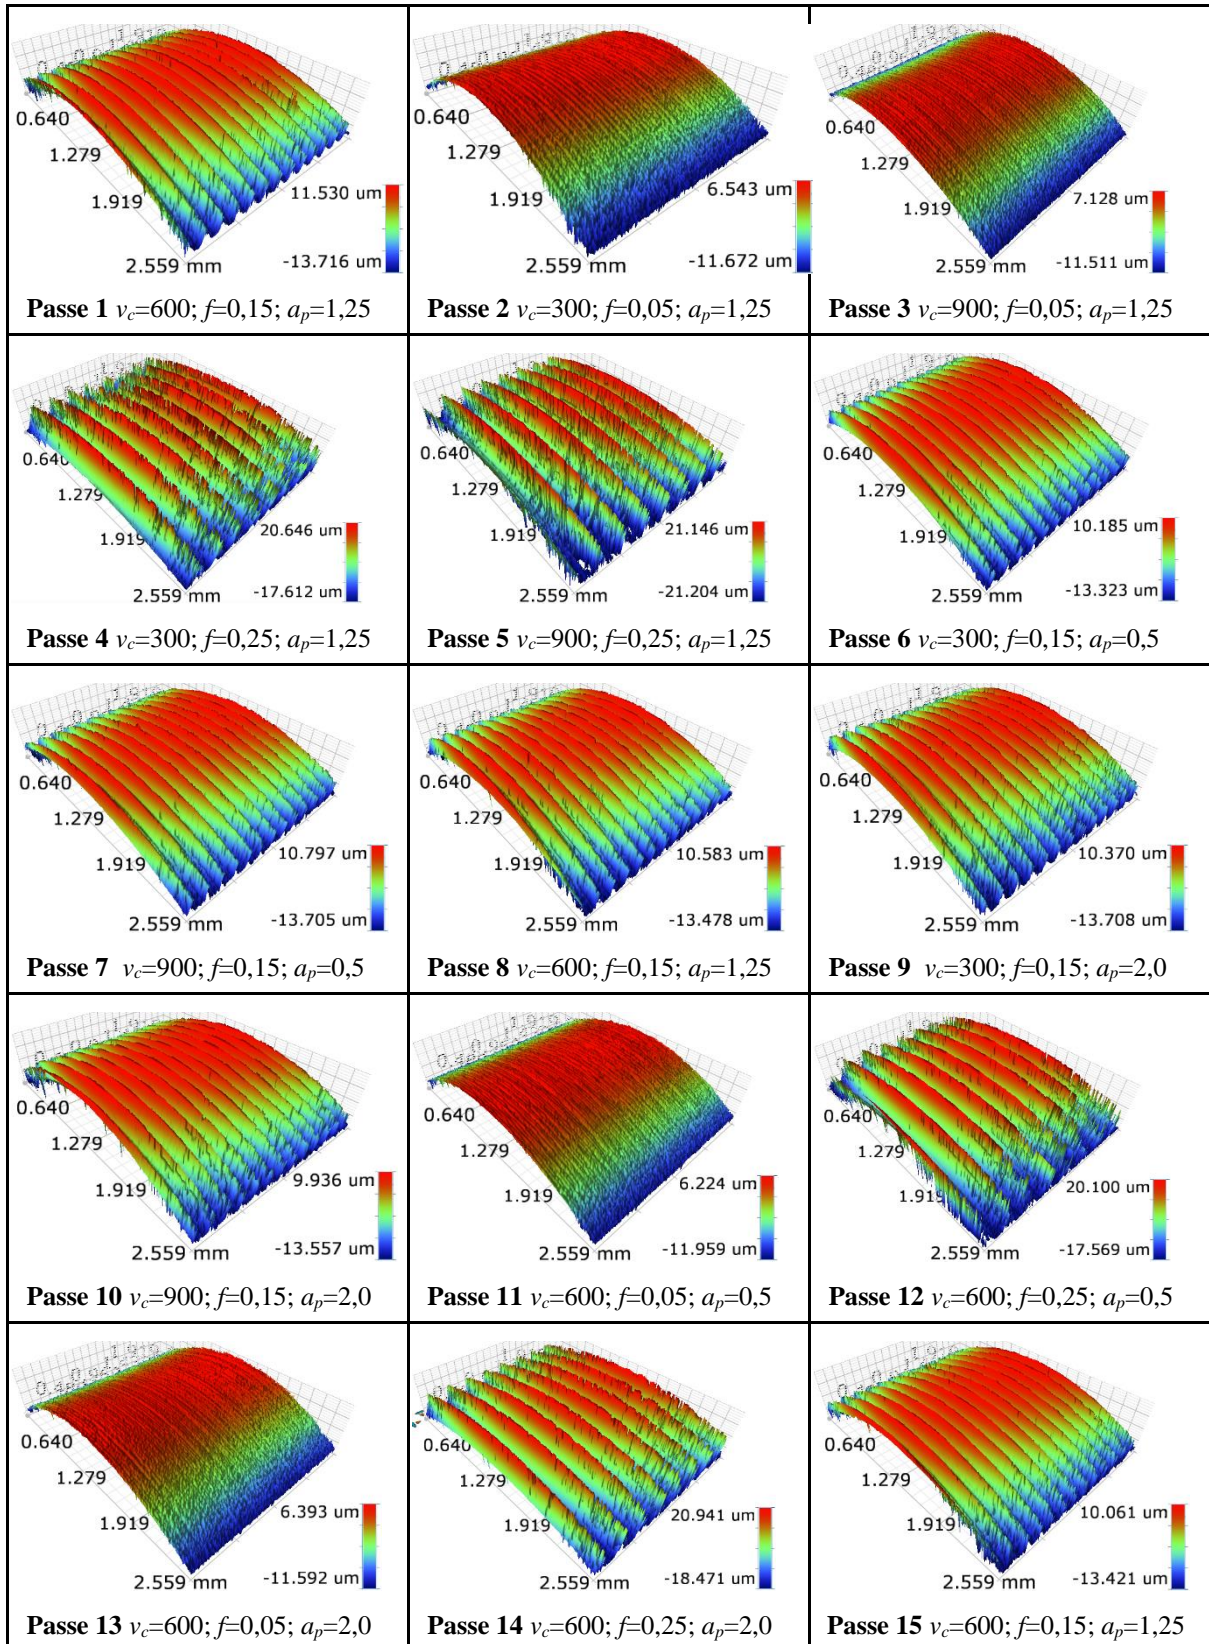 0.640
1.279
1.919
2.559 mm
11.530 um
-13.716 um
Passe 1 vc=600; f=0,15; ap=1,25
0.640
1.279
1.919
2.559 mm
6.543 um
-11.672 um
Passe 2 vc=300; f=0,05; ap=1,25
0.640
1.279
1.919
2.559 mm
7.128 um
-11.511 um
Passe 3 vc=900; f=0,05; ap=1,25
0.640
1.279
1.919
2.559 mm
20.646 um
-17.612 um
Passe 4 vc=300; f=0,25; ap=1,25
0.640
1.279
1.919
2.559 mm
21.146 um
-21.204 um
Passe 5 vc=900; f=0,25; ap=1,25
0.640
1.279
1.919
2.559 mm
10.185 um
-13.323 um
Passe 6 vc=300; f=0,15; ap=0,5
0.640
1.279
1.919
2.559 mm
10.797 um
-13.705 um
Passe 7 vc=900; f=0,15; ap=0,5
0.640
1.279
1.919
2.559 mm
10.583 um
-13.478 um
Passe 8 vc=600; f=0,15; ap=1,25
0.640
1.279
1.919
2.559 mm
10.370 um
-13.708 um
Passe 9 vc=300; f=0,15; ap=2,0
0.640
1.279
1.919
2.559 mm
9.936 um
-13.557 um
Passe 10 vc=900; f=0,15; ap=2,0
0.640
1.279
1.919
2.559 mm
6.224 um
-11.959 um
Passe 11 vc=600; f=0,05; ap=0,5
0.640
1.279
1.919
2.559 mm
20.100 um
-17.569 um
Passe 12 vc=600; f=0,25; ap=0,5
0.640
1.279
1.919
2.559 mm
6.393 um
-11.592 um
Passe 13 vc=600; f=0,05; ap=2,0
0.640
1.279
1.919
2.559 mm
20.941 um
-18.471 um
Passe 14 vc=600; f=0,25; ap=2,0
0.640
1.279
1.919
2.559 mm
10.061 um
-13.421 um
Passe 15 vc=600; f=0,15; ap=1,25